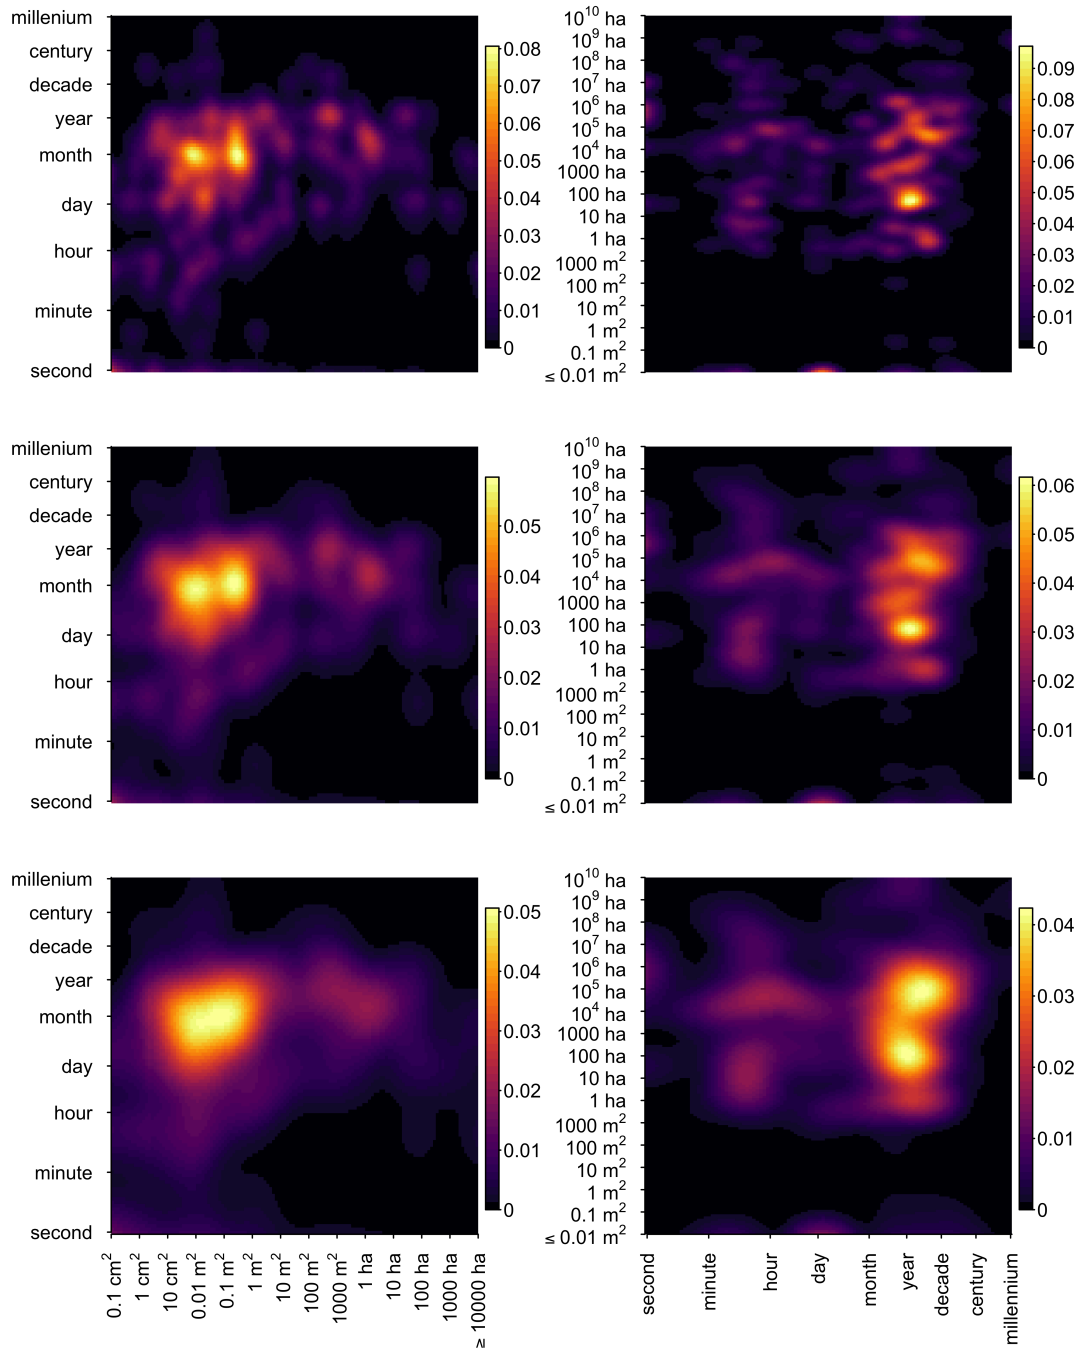 millenium
century
decade
year
month
day
hour
minute
second
0.08
0.07
0.06
0.05
0.04
0.03
0.02
0.01
0
10^10 ha
10^9 ha
10^8 ha
10^7 ha
10^6 ha
10^5 ha
10^4 ha
1000 ha
100 ha
10 ha
1 ha
1000 m^2
100 m^2
10 m^2
1 m^2
0.1 m^2
≤ 0.01 m^2
0.09
0.08
0.07
0.06
0.05
0.04
0.03
0.02
0.01
0
millenium
century
decade
year
month
day
hour
minute
second
0.05
0.04
0.03
0.02
0.01
0
10^10 ha
10^9 ha
10^8 ha
10^7 ha
10^6 ha
10^5 ha
10^4 ha
1000 ha
100 ha
10 ha
1 ha
1000 m^2
100 m^2
10 m^2
1 m^2
0.1 m^2
≤ 0.01 m^2
0.06
0.05
0.04
0.03
0.02
0.01
0
millenium
century
decade
year
month
day
hour
minute
second
0.05
0.04
0.03
0.02
0.01
0
0.1 cm^2
1 cm^2
10 cm^2
0.01 m^2
0.1 m^2
1 m^2
10 m^2
100 m^2
1000 m^2
1 ha
10 ha
100 ha
1000 ha
≥ 10000 ha
10^10 ha
10^9 ha
10^8 ha
10^7 ha
10^6 ha
10^5 ha
10^4 ha
1000 ha
100 ha
10 ha
1 ha
1000 m^2
100 m^2
10 m^2
1 m^2
0.1 m^2
≤ 0.01 m^2
0.04
0.03
0.02
0.01
0
second
minute
hour
day
month
year
decade
century
millennium